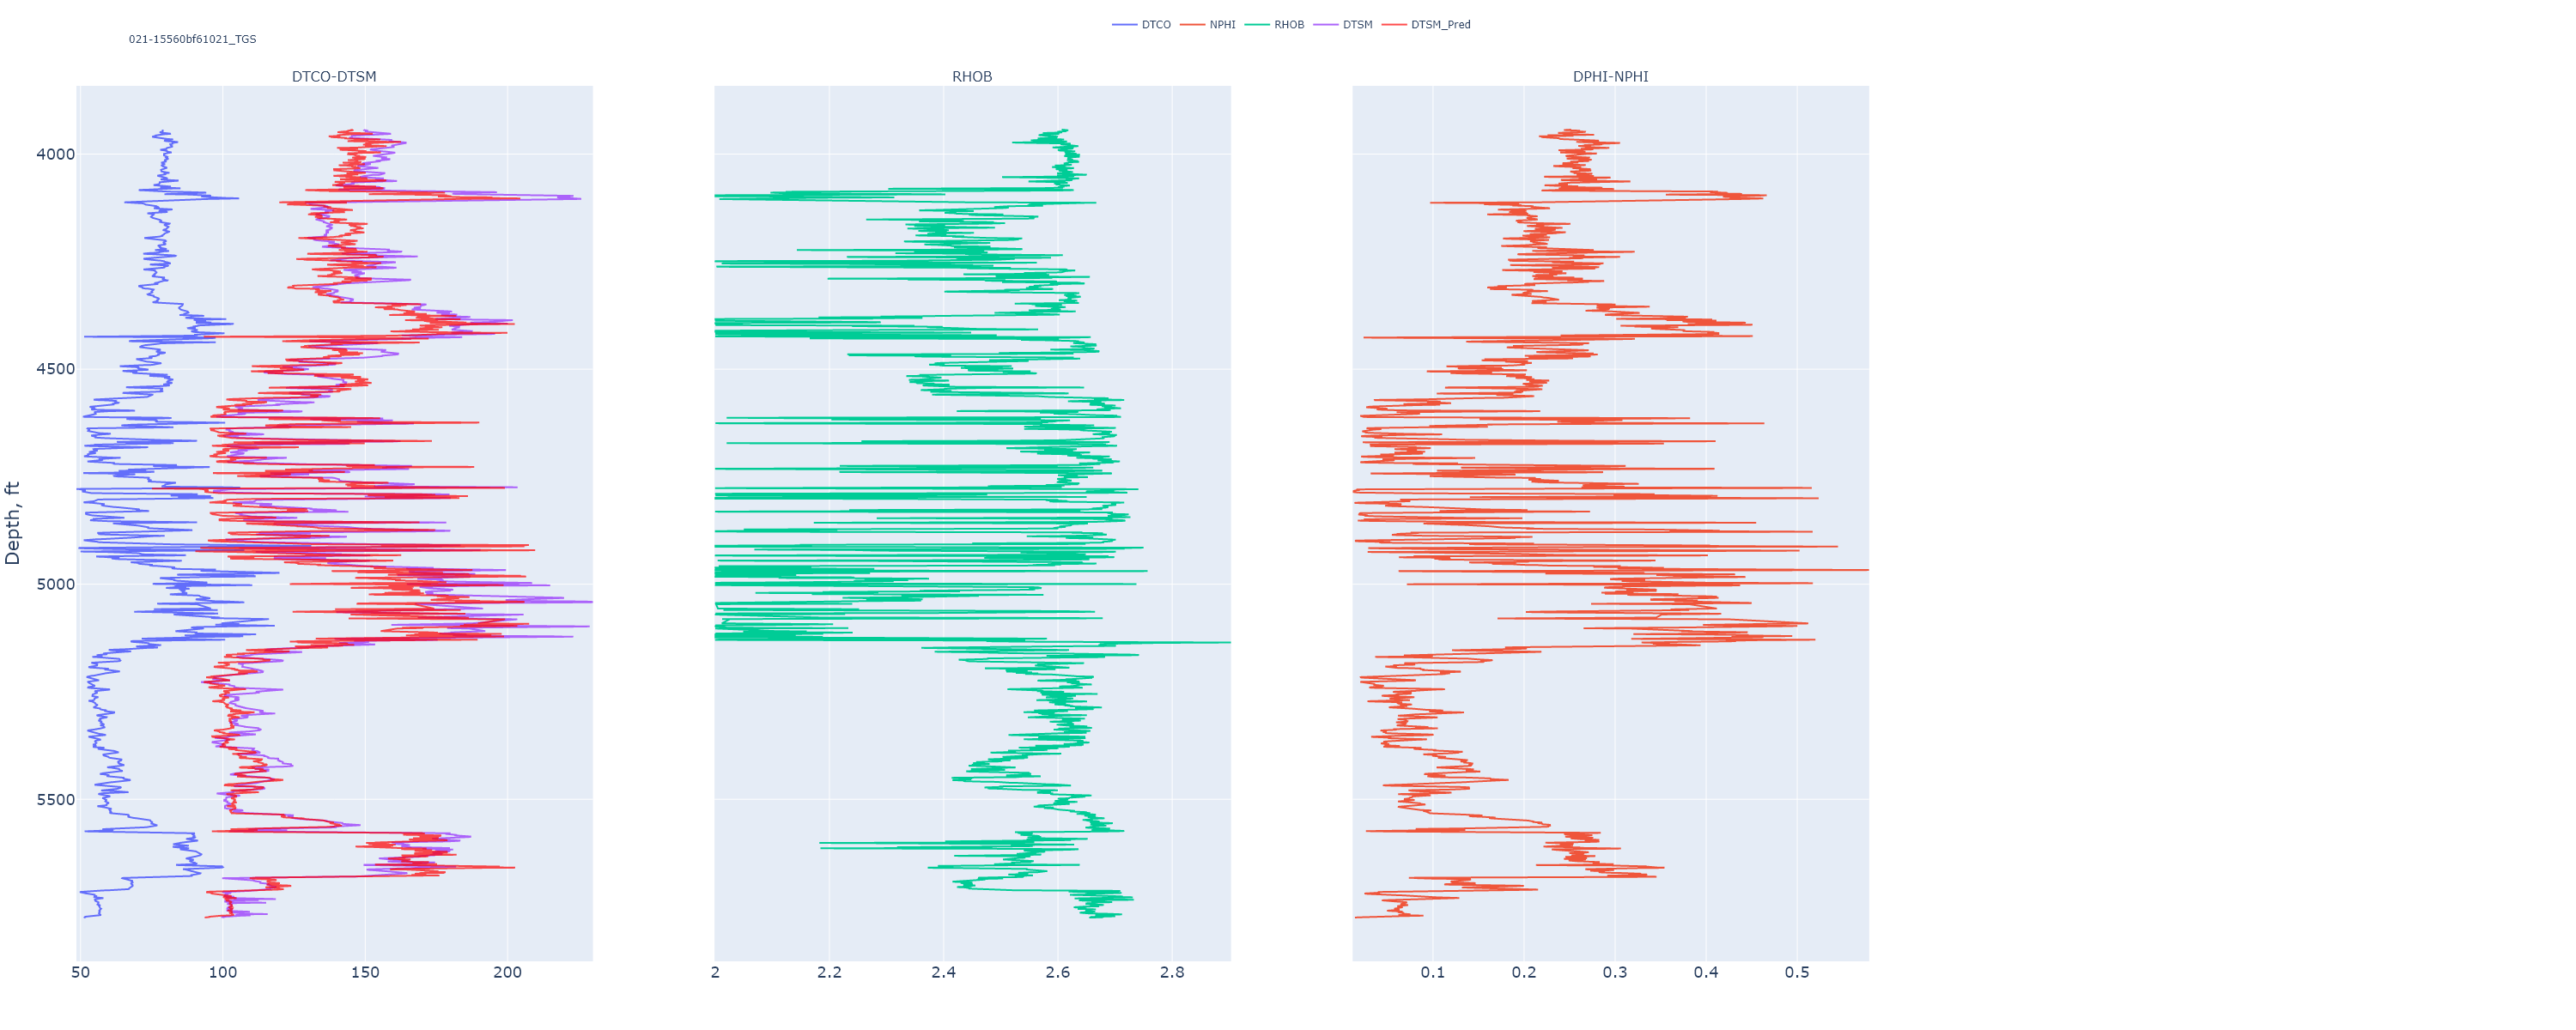 DTCO NPHI RHOB DTSM DTSM_Pred
021-15560bf61021_TGS
DTCO-DTSM RHOB DPHI-NPHI
Depth, ft
4000
4500
5000
5500
50 100 150 200 2 2.2 2.4 2.6 2.8 0.1 0.2 0.3 0.4 0.5